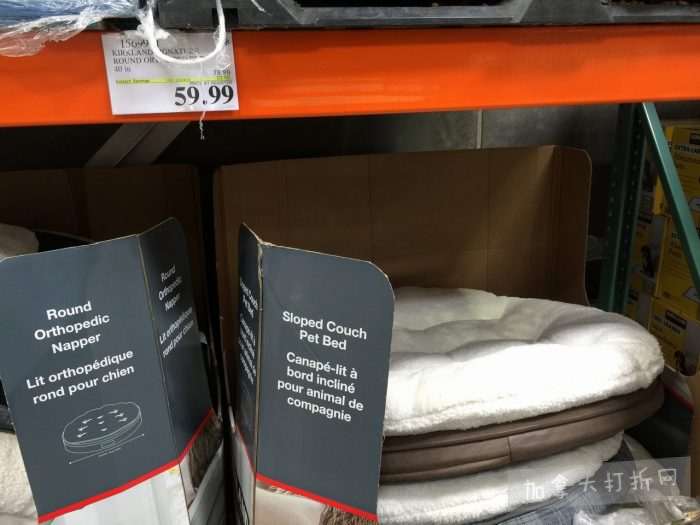 ROUND
40 in
59.99
Round
Orthopedic
Napper
Lit orthopédique
rond pour chien
Round
Orthopedic
Napper
Lit orthopédique
rond pour chien
Sloped Couch
Pet Bed
Canapé-lit à
bord incliné
pour animal de
compagnie
加拿大打折网